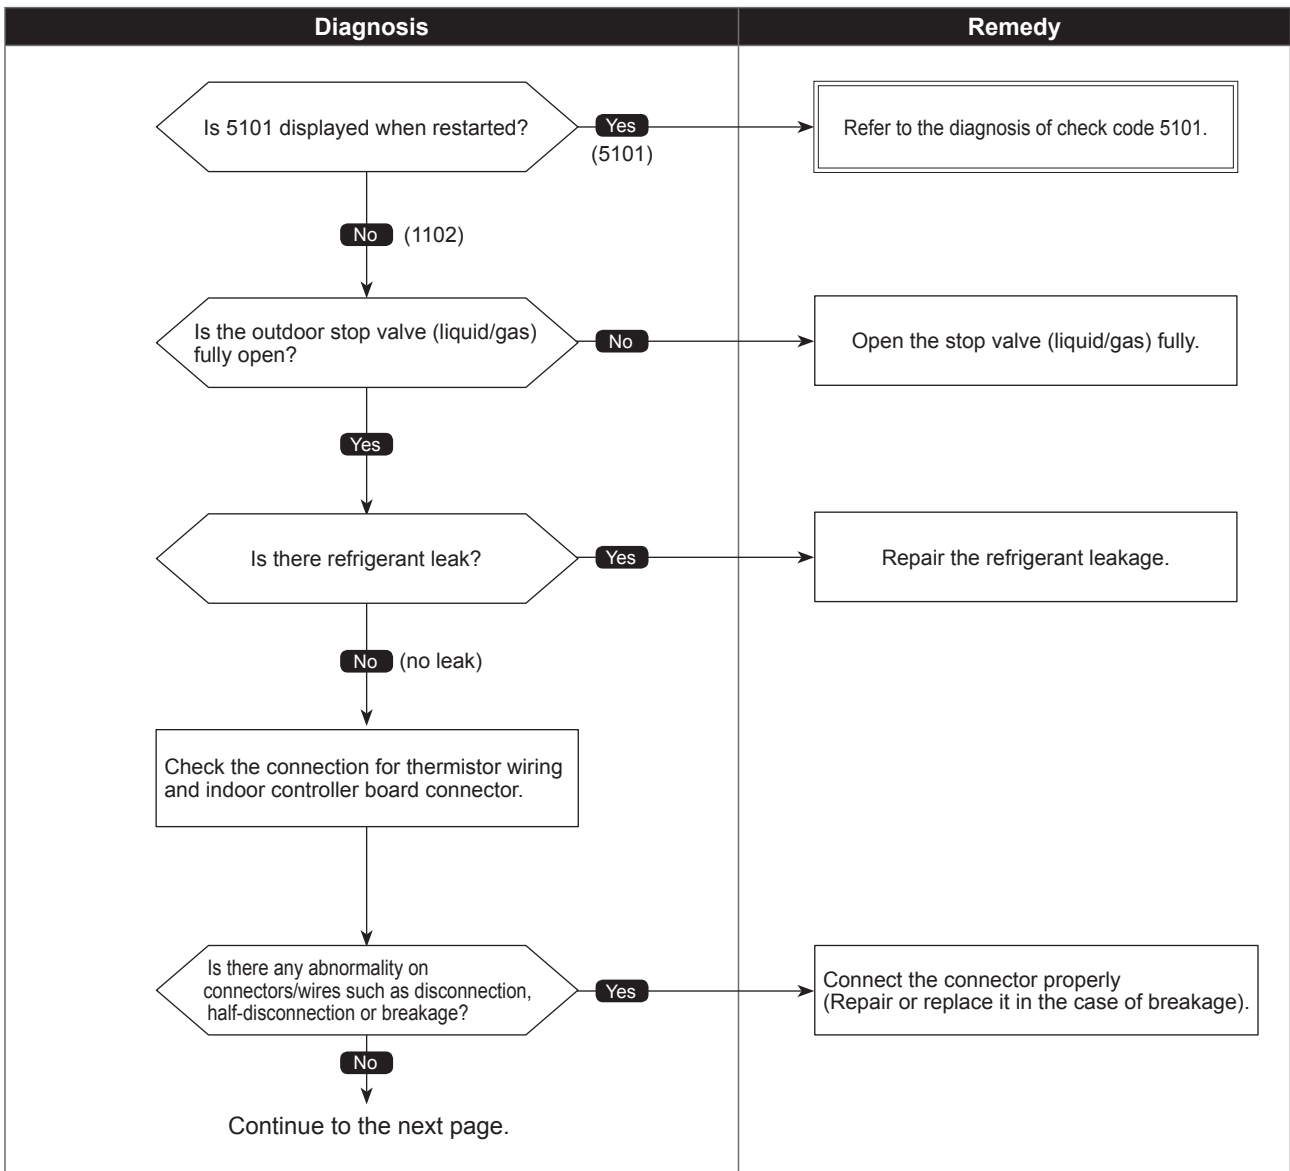 Diagnosis
Remedy
Is 5101 displayed when restarted?
Yes
(5101)
Refer to the diagnosis of check code 5101.
No (1102)
Is the outdoor stop valve (liquid/gas)
fully open?
No
Open the stop valve (liquid/gas) fully.
Yes
Is there refrigerant leak?
Yes
Repair the refrigerant leakage.
No (no leak)
Check the connection for thermistor wiring
and indoor controller board connector.
Is there any abnormality on
connectors/wires such as disconnection,
half-disconnection or breakage?
Yes
Connect the connector properly
(Repair or replace it in the case of breakage).
No
Continue to the next page.